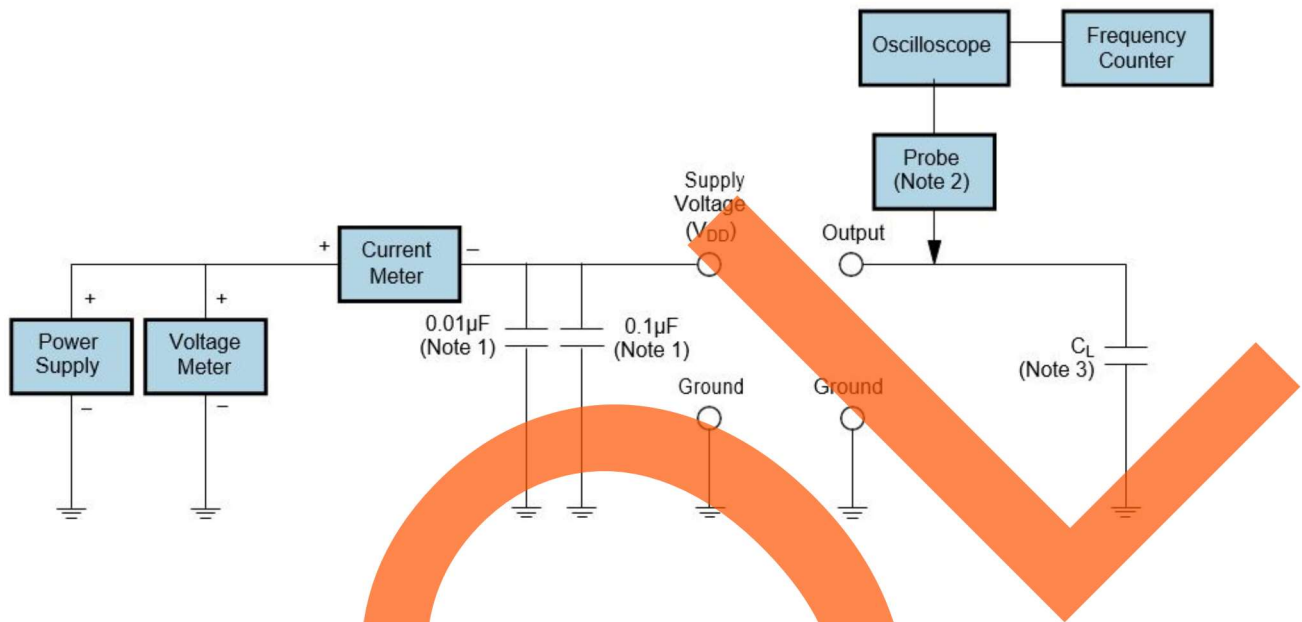 Oscilloscope
Frequency
Counter
Probe
(Note 2)
Supply
Voltage
(VDD)
Output
+
Current
Meter
–
+
Power
Supply
–
+
Voltage
Meter
–
0.01µF
(Note 1)
0.1µF
(Note 1)
CL
(Note 3)
Ground
Ground